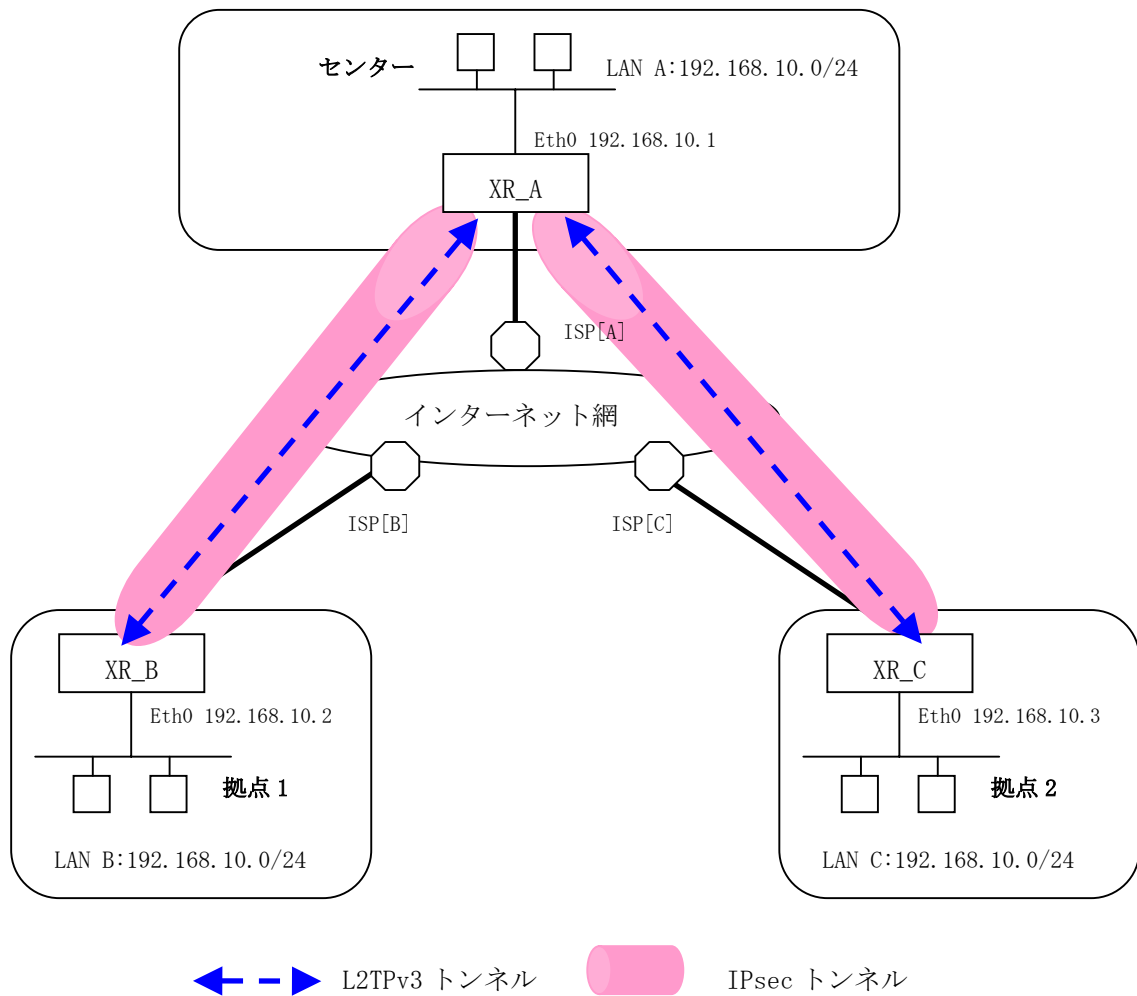 センター
LAN A:192.168.10.0/24
Eth0 192.168.10.1
XR_A
ISP[A]
インターネット網
ISP[B]
ISP[C]
XR_B
Eth0 192.168.10.2
拠点 1
LAN B:192.168.10.0/24
XR_C
Eth0 192.168.10.3
拠点 2
LAN C:192.168.10.0/24
L2TPv3 トンネル
IPsec トンネル